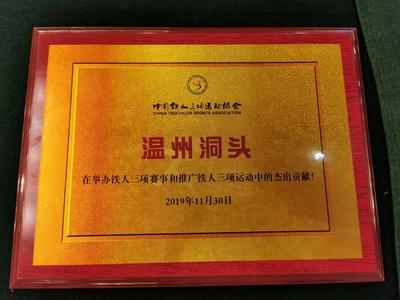 中国铁人三项运动协会
CHINA TRIATHLON SPORTS ASSOCIATION
温州洞头
在举办铁人三项赛事和推广铁人三项运动中的杰出贡献!
2019年11月30日